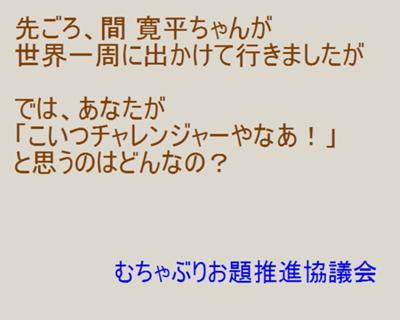 先ごろ、間 寛平ちゃんが
世界一周に出かけて行きましたが
では、あなたが
「こいつチャレンジャーやなあ！」
と思うのはどんなの？
むちゃぶりお題推進協議会